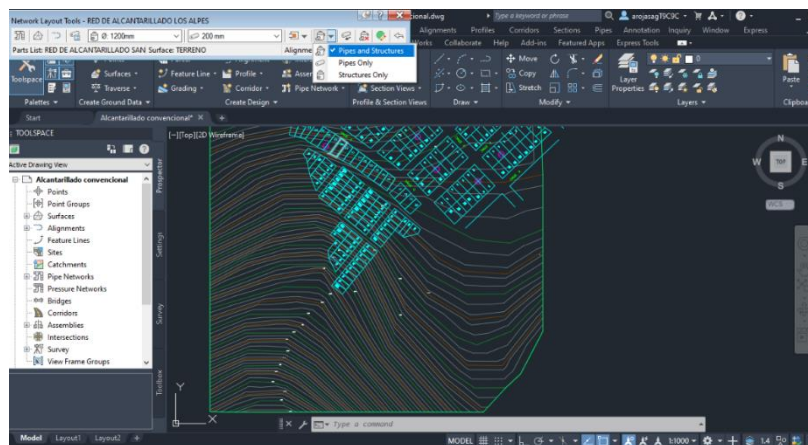 Network Layout Tools - RED DE ALCANTARILLADO LOS ALPES
cional.dwg
Type a keyword or phrase
arojasagT9C9C
Ø: 1200mm
200 mm
Parts List: RED DE ALCANTARILLADO SAN Surface: TERRENO
Alignme
Pipes and Structures
Pipes Only
Structures Only
Alignments Profiles Corridors Sections Pipes Annotation Inquiry Window Express
Works Collaborate Help Add-ins Featured Apps Express Tools
Toolspace
Surfaces
Traverse
Feature Line
Grading
Profile
Corridor
Pipe Network
Section Views
Move
Copy
Stretch
Layer
Properties
Paste
Palettes
Create Ground Data
Create Design
Profile & Section Views
Draw
Modify
Layers
Clipboa
Start
Alcantarillado convencional*
TOOLSPACE
Active Drawing View
Alcantarillado convencional
Points
Point Groups
Surfaces
Alignments
Feature Lines
Sites
Catchments
Pipe Networks
Pressure Networks
Bridges
Corridors
Assemblies
Intersections
Survey
View Frame Groups
Prospector
Settings
Survey
Toolbox
[-][Top][2D Wireframe]
N
W
TOP
E
S
WCS
Y
X
Type a command
Model Layout1 Layout2
MODEL
1:1000
1.4